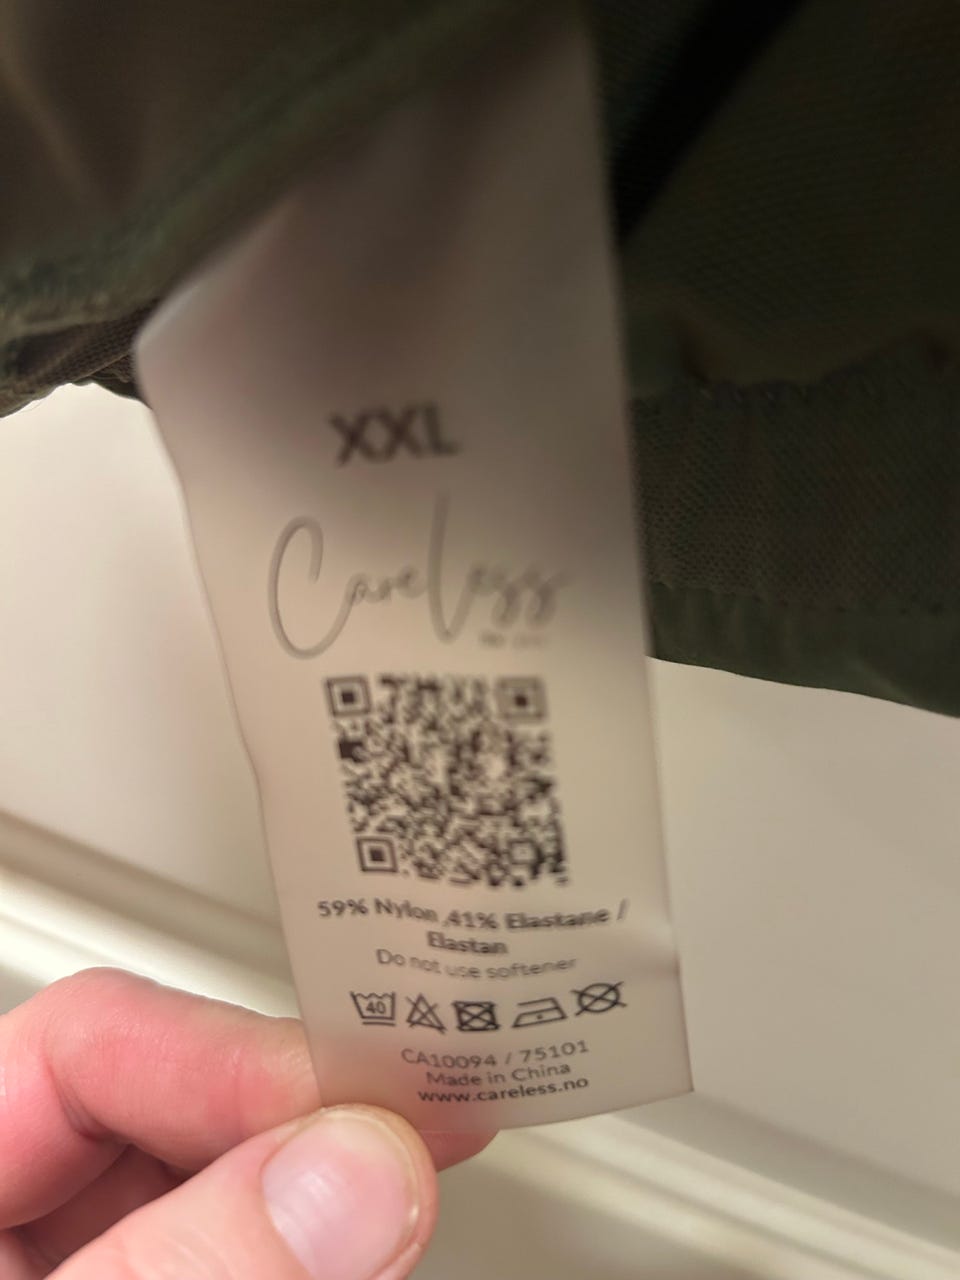 XXL
CareLess
59% Nylon ,41% Elastane /
Elastan
Do not use softener
40
CA10094 / 75101
Made in China
www.careless.no